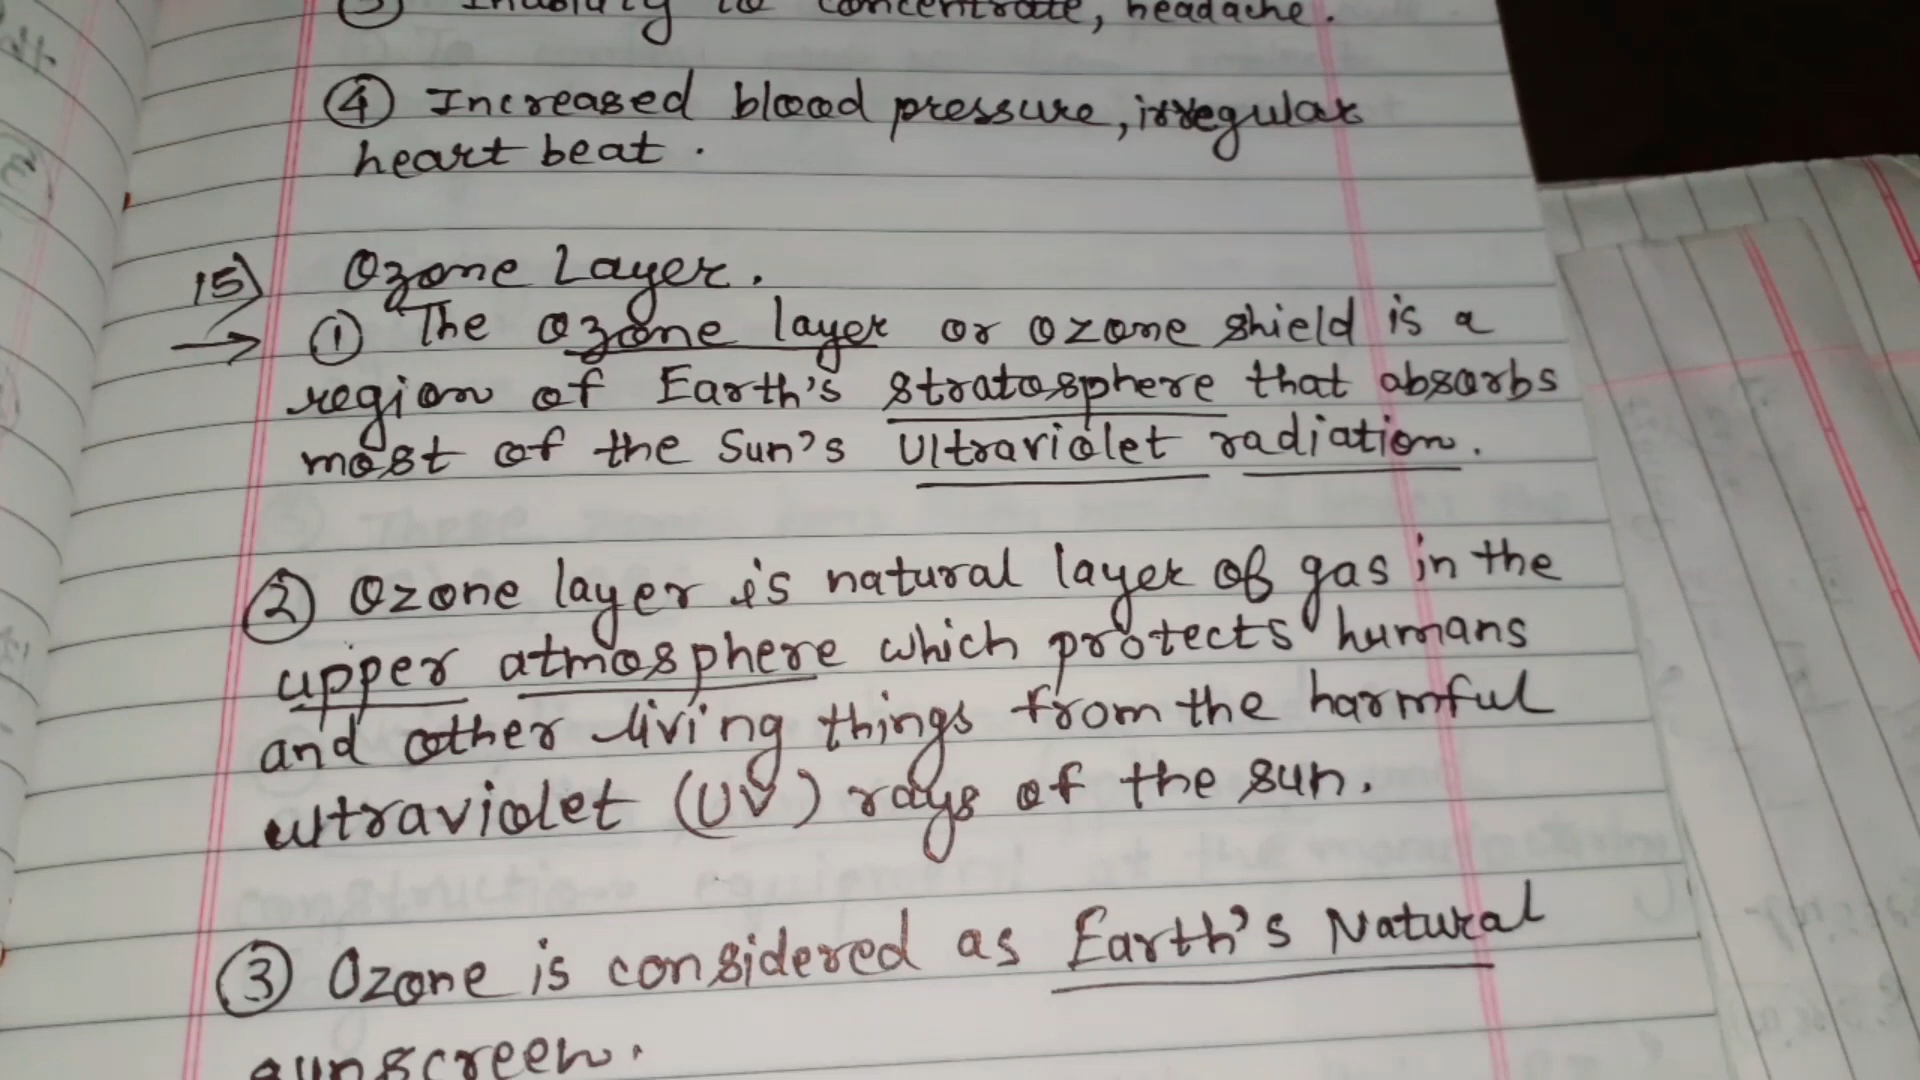 ③ Inability to concentrate, headache.
④ Increased blood pressure, irregular
heart beat.
15) Ozone Layer.
→ ① The ozone layer or ozone shield is a
region of Earth's stratosphere that absorbs
most of the Sun's Ultraviolet radiation.
② Ozone layer is natural layer of gas in the
upper atmosphere which protects humans
and other living things from the harmful
ultraviolet (UV) rays of the sun.
③ Ozone is considered as Earth's Natural
sunscreen.